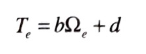 Tₑ = bΩₑ + d